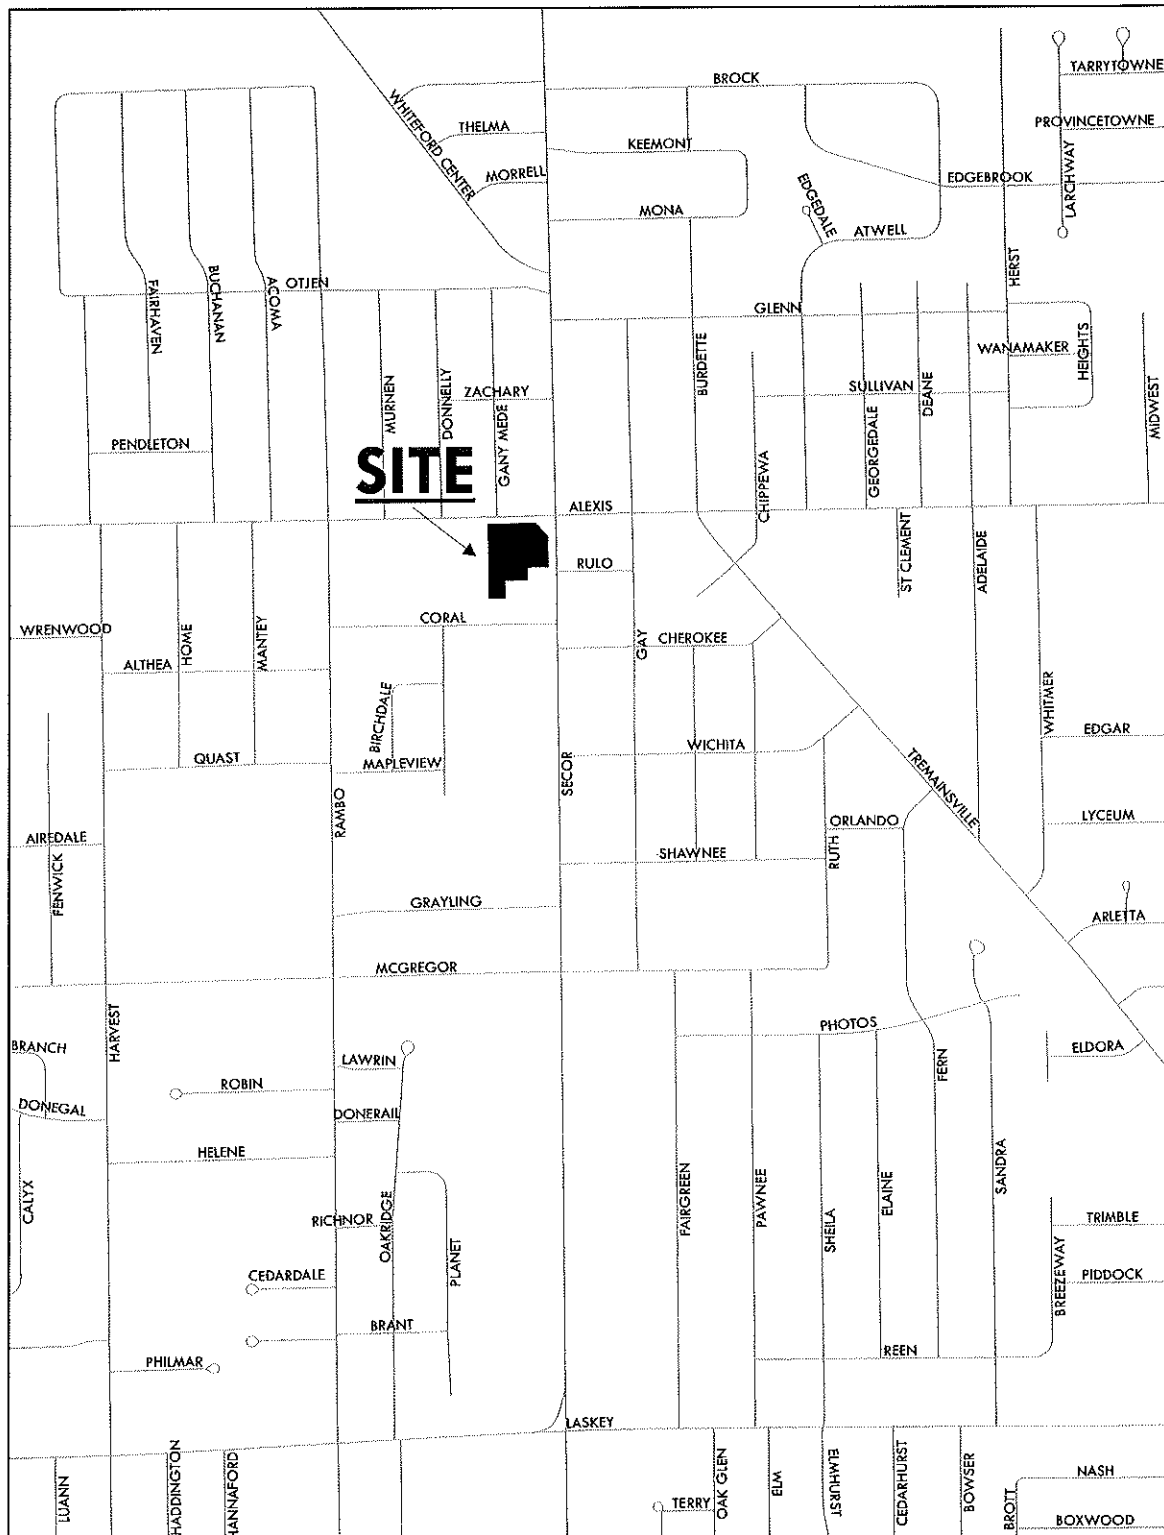 BROCK
TARRYTOWNE
WHITEFORD CENTER
THELMA
KEEMONT
PROVINCETOWNE
LARCHWAY
MORRELL
MONA
EDGEDALE
ATWELL
EDGEBROOK
HERST
FAIRHAVEN
BUCHANAN
ACOMA
OTJEN
GLENN
WANAMAKER
HEIGHTS
MIDWEST
MURNEN
DONNELLY
ZACHARY
GANY MEDE
BURDETTE
SULLIVAN
DEANE
GEORGEDALE
PENDLETON
CHIPPEWA
SITE
ALEXIS
RULO
ST CLEMENT
ADELAIDE
WRENWOOD
HOME
MANTEY
CORAL
GAY
CHEROKEE
ALTHEA
BIRCHDALE
WHITMER
EDGAR
QUAST
MAPLEVIEW
SECOR
WICHITA
TREMAINSVILLE
RAMBO
ORLANDO
LYCEUM
AIREDALE
FENWICK
SHAWNEE
RUTH
GRAYLING
ARLETTA
MCGREGOR
HARVEST
PHOTOS
BRANCH
LAWRIN
FERN
ELDORA
ROBIN
DONEGAL
DONERAIL
HELENE
CALYX
SANDRA
FAIRGREEN
PAWNEE
SHEILA
ELAINE
RICHNOR
OAKRIDGE
PLANET
TRIMBLE
BREEZEWAY
CEDARDALE
PIDDOCK
BRANT
PHILMAR
REEN
LASKEY
LUANN
HADDINGTON
HANNAFORD
TERRY
OAK GLEN
ELMHURST
CEDARHURST
BOWSER
BROTT
NASH
BOXWOOD